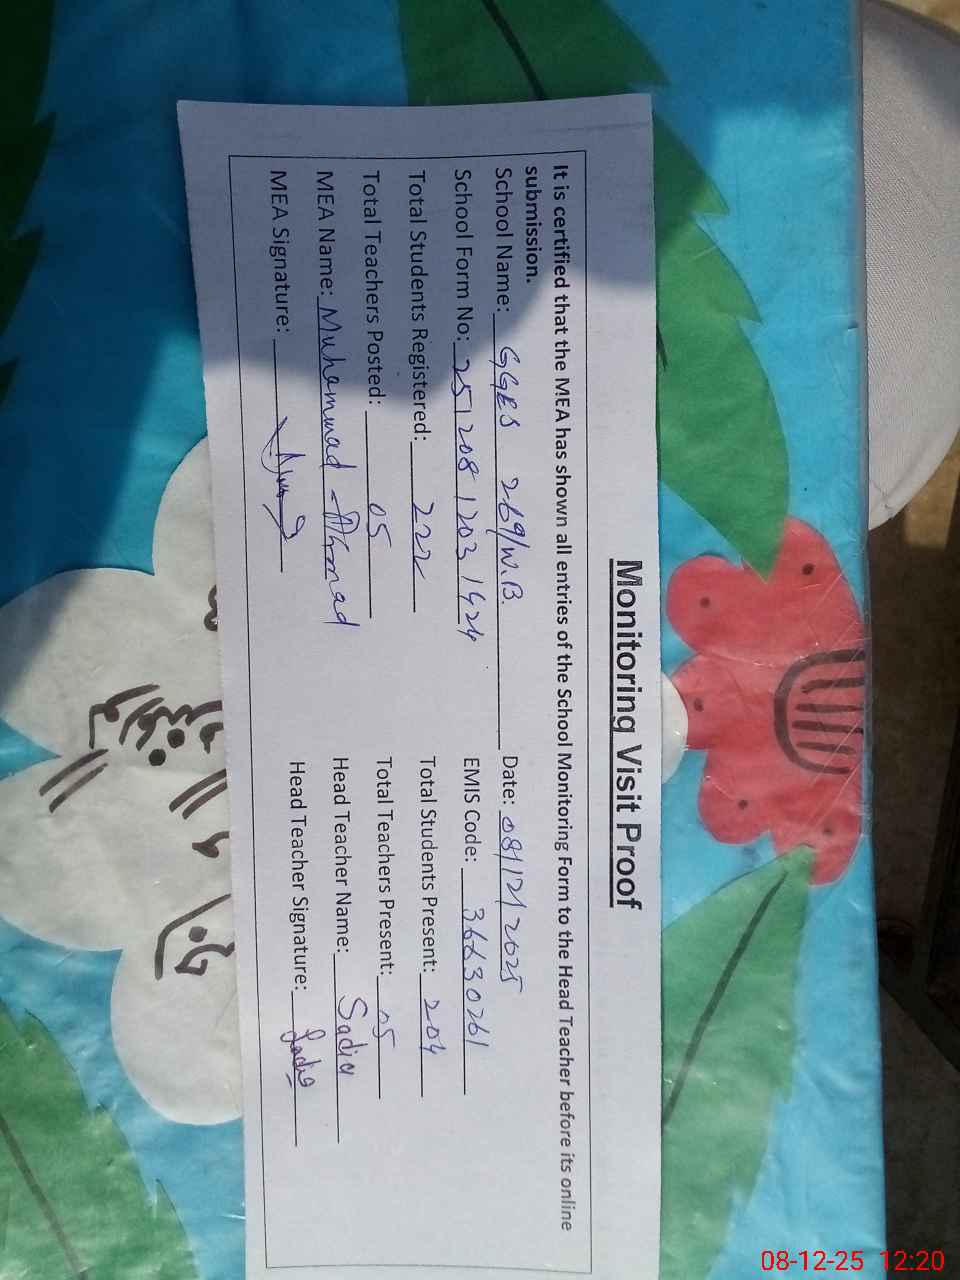 Monitoring Visit Proof
It is certified that the MEA has shown all entries of the School Monitoring Form to the Head Teacher before its online
submission.
School Name: GGES 269/W.B. Date: 08/12/2025
School Form No: 25120812031424 EMIS Code: 36630261
Total Students Registered: 222 Total Students Present: 204
Total Teachers Posted: 05 Total Teachers Present: 05
MEA Name: Muhammad Ahmad Head Teacher Name: Sadia
MEA Signature: Head Teacher Signature: Sadia
08-12-25 12:20